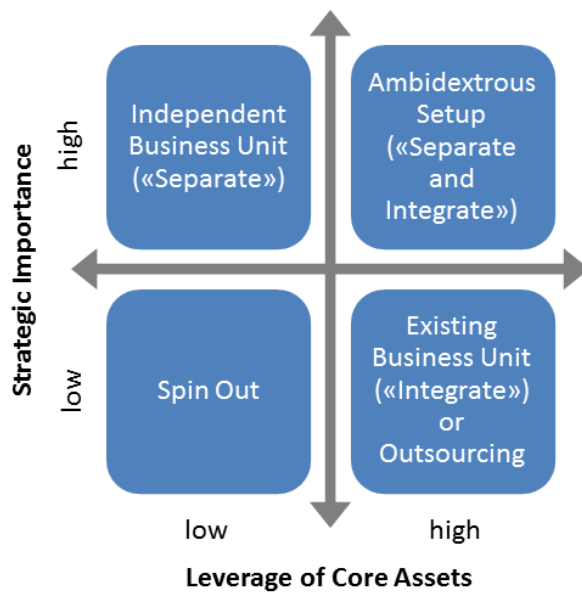 Strategic Importance
high
low
Independent
Business Unit
(«Separate»)
Ambidextrous
Setup
(«Separate
and
Integrate»)
Spin Out
Existing
Business Unit
(«Integrate»)
or
Outsourcing
low
high
Leverage of Core Assets